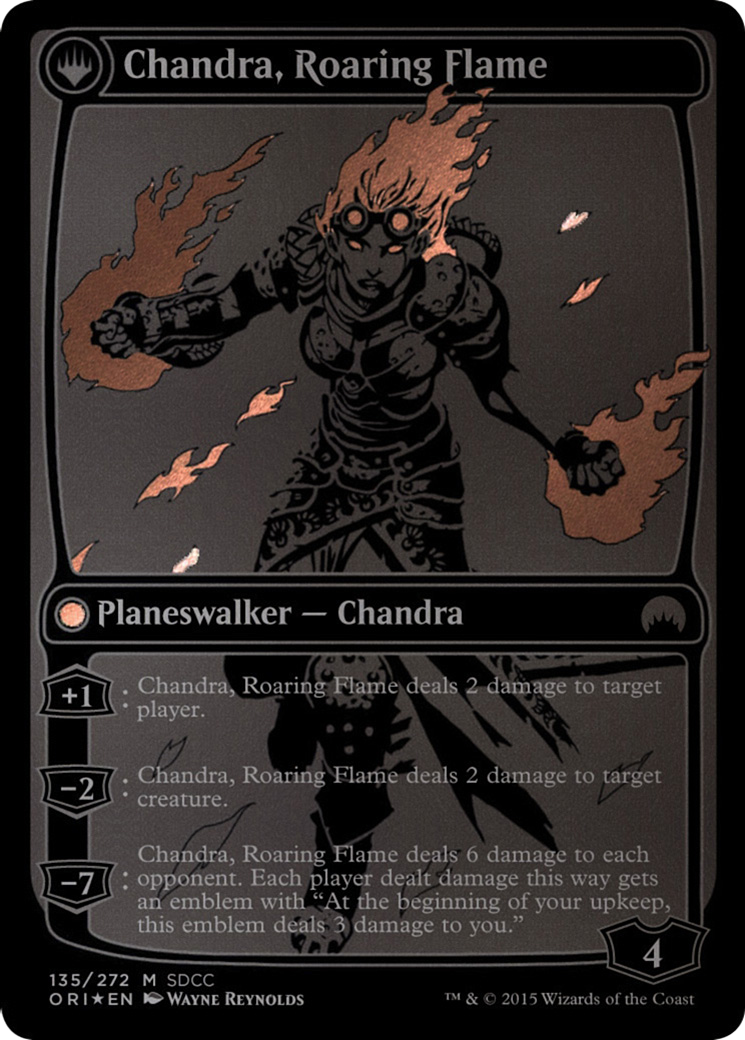 Chandra, Roaring Flame
Planeswalker — Chandra
+1: Chandra, Roaring Flame deals 2 damage to target
player.
−2: Chandra, Roaring Flame deals 2 damage to target
creature.
−7: Chandra, Roaring Flame deals 6 damage to each
opponent. Each player dealt damage this way gets
an emblem with “At the beginning of your upkeep,
this emblem deals 3 damage to you.”
4
135/272 M SDCC
ORI★EN Wayne Reynolds
™ & © 2015 Wizards of the Coast